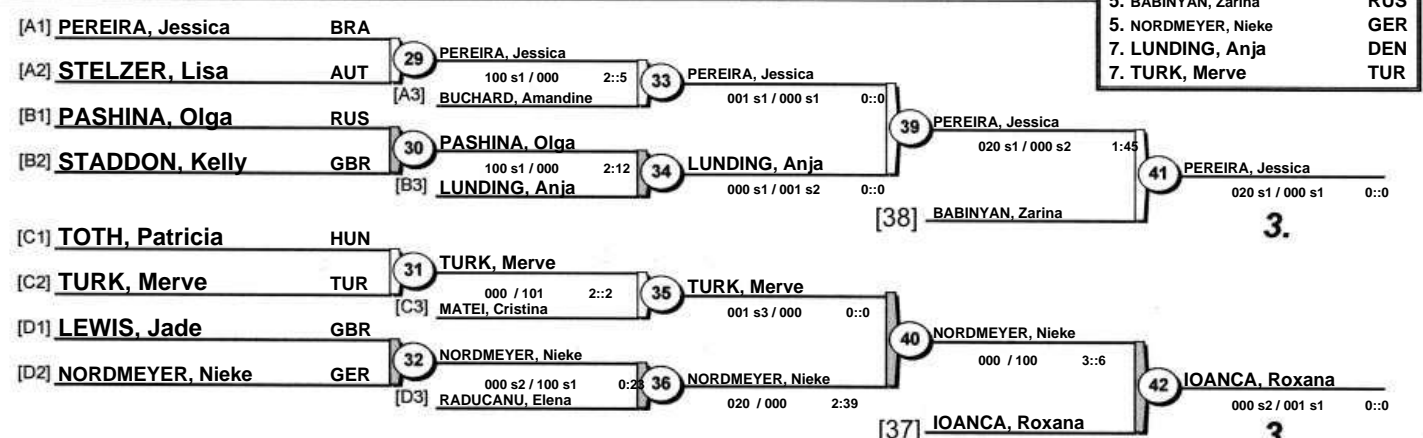 5. BABINYAN, Zarina RUS
5. NORDMEYER, Nieke GER
7. LUNDING, Anja DEN
7. TURK, Merve TUR
[A1] PEREIRA, Jessica BRA
29 PEREIRA, Jessica
[A2] STELZER, Lisa AUT
100 s1 / 000 2::5
33 PEREIRA, Jessica
[A3] BUCHARD, Amandine
001 s1 / 000 s1 0::0
[B1] PASHINA, Olga RUS
39 PEREIRA, Jessica
30 PASHINA, Olga
020 s1 / 000 s2 1:45
[B2] STADDON, Kelly GBR
100 s1 / 000 2:12
34 LUNDING, Anja
41 PEREIRA, Jessica
[B3] LUNDING, Anja
000 s1 / 001 s2 0::0
020 s1 / 000 s1 0::0
[38] BABINYAN, Zarina
3.
[C1] TOTH, Patricia HUN
31 TURK, Merve
[C2] TURK, Merve TUR
000 / 101 2::2
35 TURK, Merve
[C3] MATEI, Cristina
001 s3 / 000 0::0
[D1] LEWIS, Jade GBR
40 NORDMEYER, Nieke
32 NORDMEYER, Nieke
000 / 100 3::6
[D2] NORDMEYER, Nieke GER
000 s2 / 100 s1 0:23
36 NORDMEYER, Nieke
42 IOANCA, Roxana
[D3] RADUCANU, Elena
020 / 000 2:39
000 s2 / 001 s1 0::0
[37] IOANCA, Roxana
3.